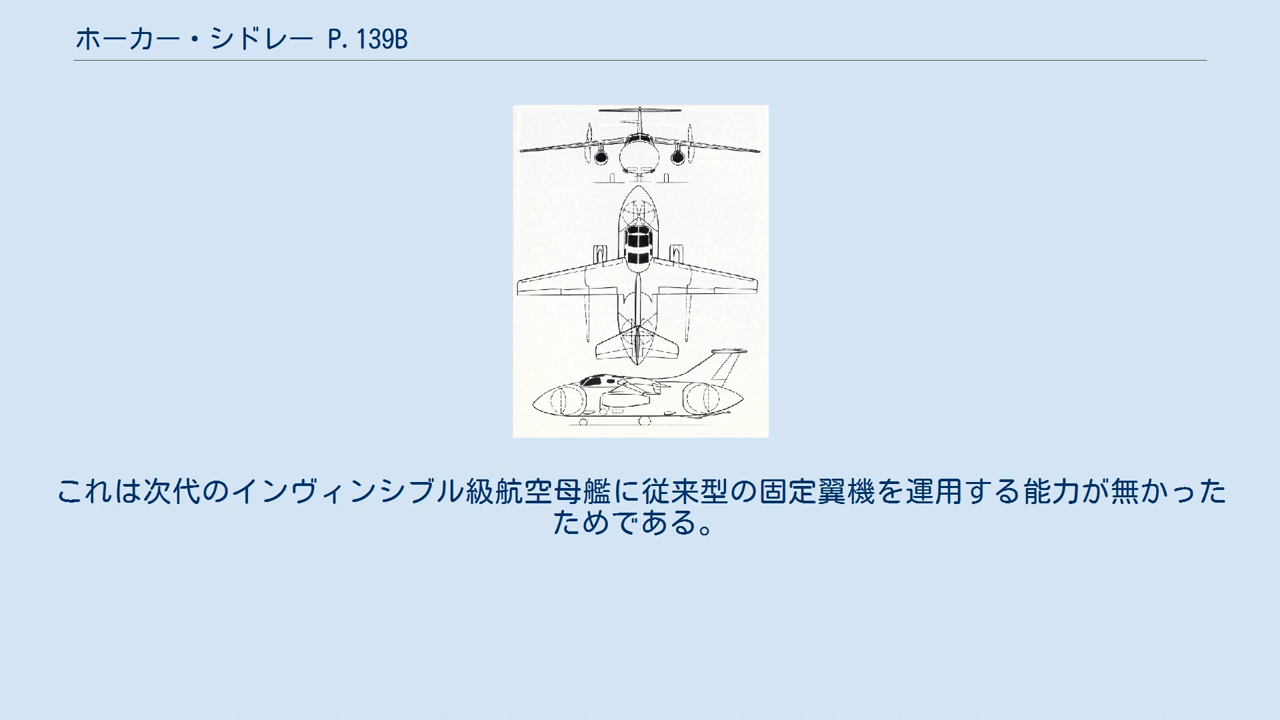 ホーカー・シドレー P.139B
これは次代のインヴィンシブル級航空母艦に従来型の固定翼機を運用する能力が無かった
ためである。